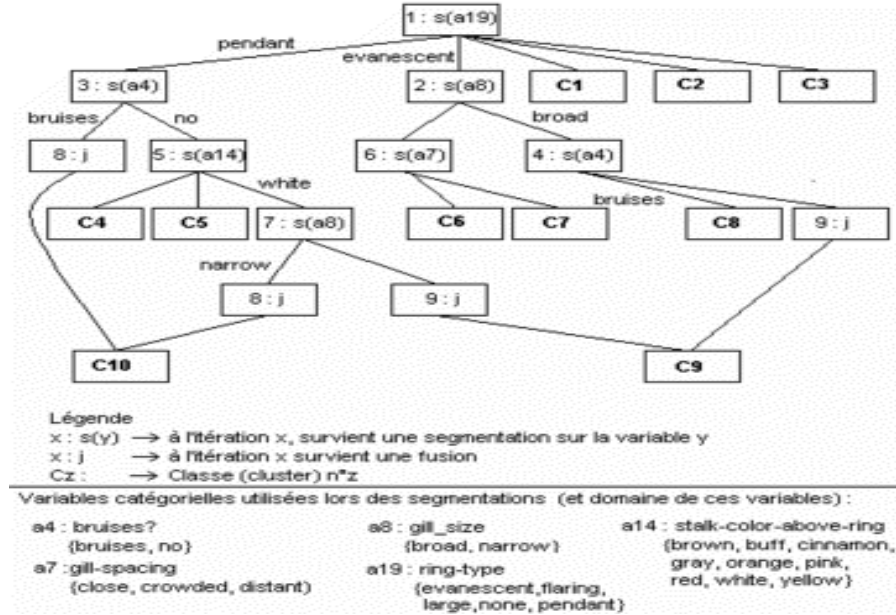 1 : s(a19)
pendant
evanescent
3 : s(a4)
2 : s(a8)
C1
C2
C3
bruises
no
broad
8 : j
5 : s(a14)
6 : s(a7)
4 : s(a4)
white
bruises
C4
C5
7 : s(a8)
C6
C7
C8
9 : j
narrow
8 : j
9 : j
C10
C9
Légende
x : s(y) → à l'itération x, survient une segmentation sur la variable y
x : j → à l'itération x survient une fusion
Cz : → Classe (cluster) n°z
Variables catégorielles utilisées lors des segmentations (et domaine de ces variables) :
a4 : bruises?
{bruises, no}
a8 : gill_size
{broad, narrow}
a14 : stalk-color-above-ring
{brown, buff, cinnamon,
gray, orange, pink,
red, white, yellow}
a7 :gill-spacing
{close, crowded, distant)
a19 : ring-type
{evanescent,flaring,
large,none, pendant}